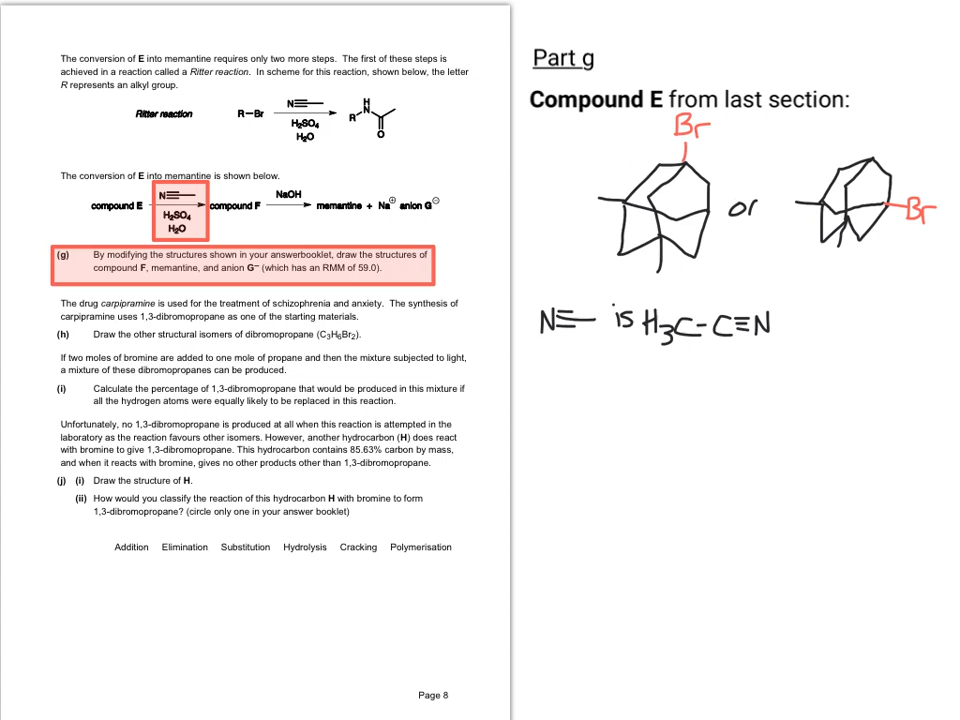 The conversion of E into memantine requires only two more steps. The first of these steps is
achieved in a reaction called a Ritter reaction. In scheme for this reaction, shown below, the letter
R represents an alkyl group.
Ritter reaction R−Br N≡ H₂SO₄ H₂O R H N O
The conversion of E into memantine is shown below.
compound E N≡ H₂SO₄ H₂O compound F NaOH memantine + Na⊕ anion G⊖
(g) By modifying the structures shown in your answerbooklet, draw the structures of
compound F, memantine, and anion G⁻ (which has an RMM of 59.0).
The drug carpipramine is used for the treatment of schizophrenia and anxiety. The synthesis of
carpipramine uses 1,3-dibromopropane as one of the starting materials.
(h) Draw the other structural isomers of dibromopropane (C₃H₆Br₂).
If two moles of bromine are added to one mole of propane and then the mixture subjected to light,
a mixture of these dibromopropanes can be produced.
(i) Calculate the percentage of 1,3-dibromopropane that would be produced in this mixture if
all the hydrogen atoms were equally likely to be replaced in this reaction.
Unfortunately, no 1,3-dibromopropane is produced at all when this reaction is attempted in the
laboratory as the reaction favours other isomers. However, another hydrocarbon (H) does react
with bromine to give 1,3-dibromopropane. This hydrocarbon contains 85.63% carbon by mass,
and when it reacts with bromine, gives no other products other than 1,3-dibromopropane.
(j) (i) Draw the structure of H.
(ii) How would you classify the reaction of this hydrocarbon H with bromine to form
1,3-dibromopropane? (circle only one in your answer booklet)
Addition Elimination Substitution Hydrolysis Cracking Polymerisation
Page 8
Part g
Compound E from last section:
Br
or
Br
N≡ is H₃C-C≡N